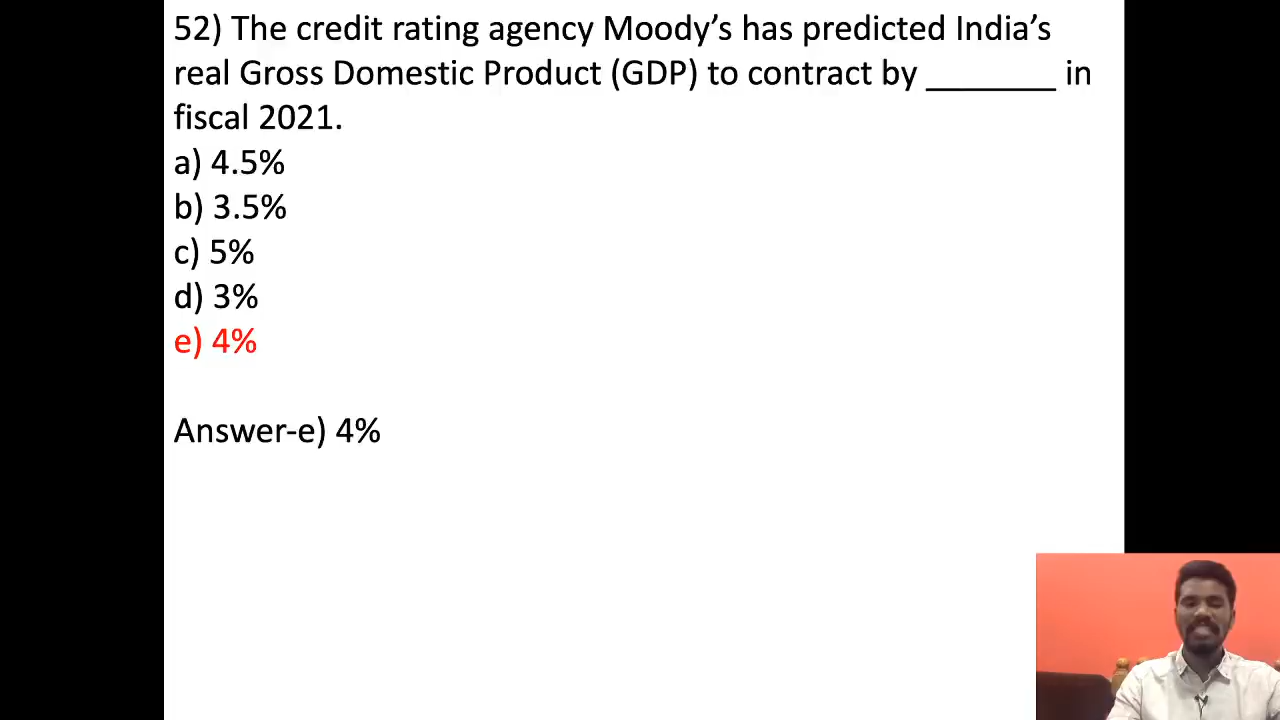 52) The credit rating agency Moody’s has predicted India’s
real Gross Domestic Product (GDP) to contract by _______ in
fiscal 2021.
a) 4.5%
b) 3.5%
c) 5%
d) 3%
e) 4%
Answer-e) 4%